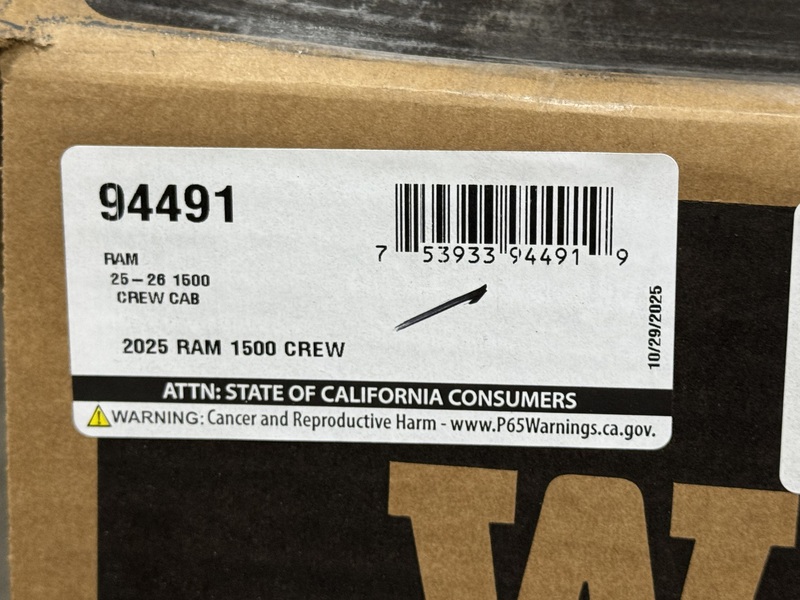 94491
RAM
25-26 1500
CREW CAB
2025 RAM 1500 CREW
7 53933 94491 9
10/29/2025
ATTN: STATE OF CALIFORNIA CONSUMERS
WARNING: Cancer and Reproductive Harm - www.P65Warnings.ca.gov.